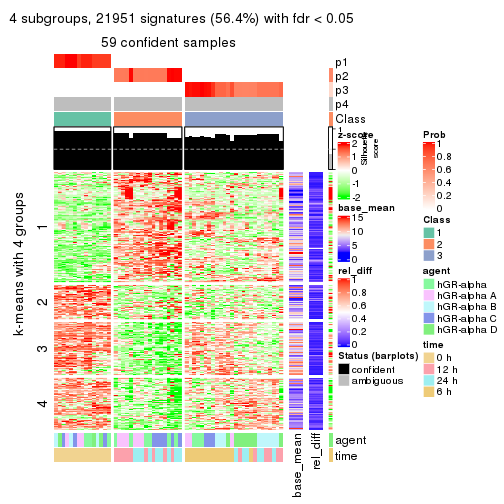 4 subgroups, 21951 signatures (56.4%) with fdr < 0.05
59 confident samples
p1
p2
p3
p4
Class
1
Silhouette
score
k-means with 4 groups
1
2
3
4
agent
time
base_mean
rel_diff
z-score
2
1
0
-1
-2
base_mean
15
10
5
0
rel_diff
1
0.8
0.6
0.4
0.2
0
Status (barplots)
confident
ambiguous
Prob
1
0.8
0.6
0.4
0.2
0
Class
1
2
3
agent
hGR-alpha
hGR-alpha A
hGR-alpha B
hGR-alpha C
hGR-alpha D
time
0 h
12 h
24 h
6 h